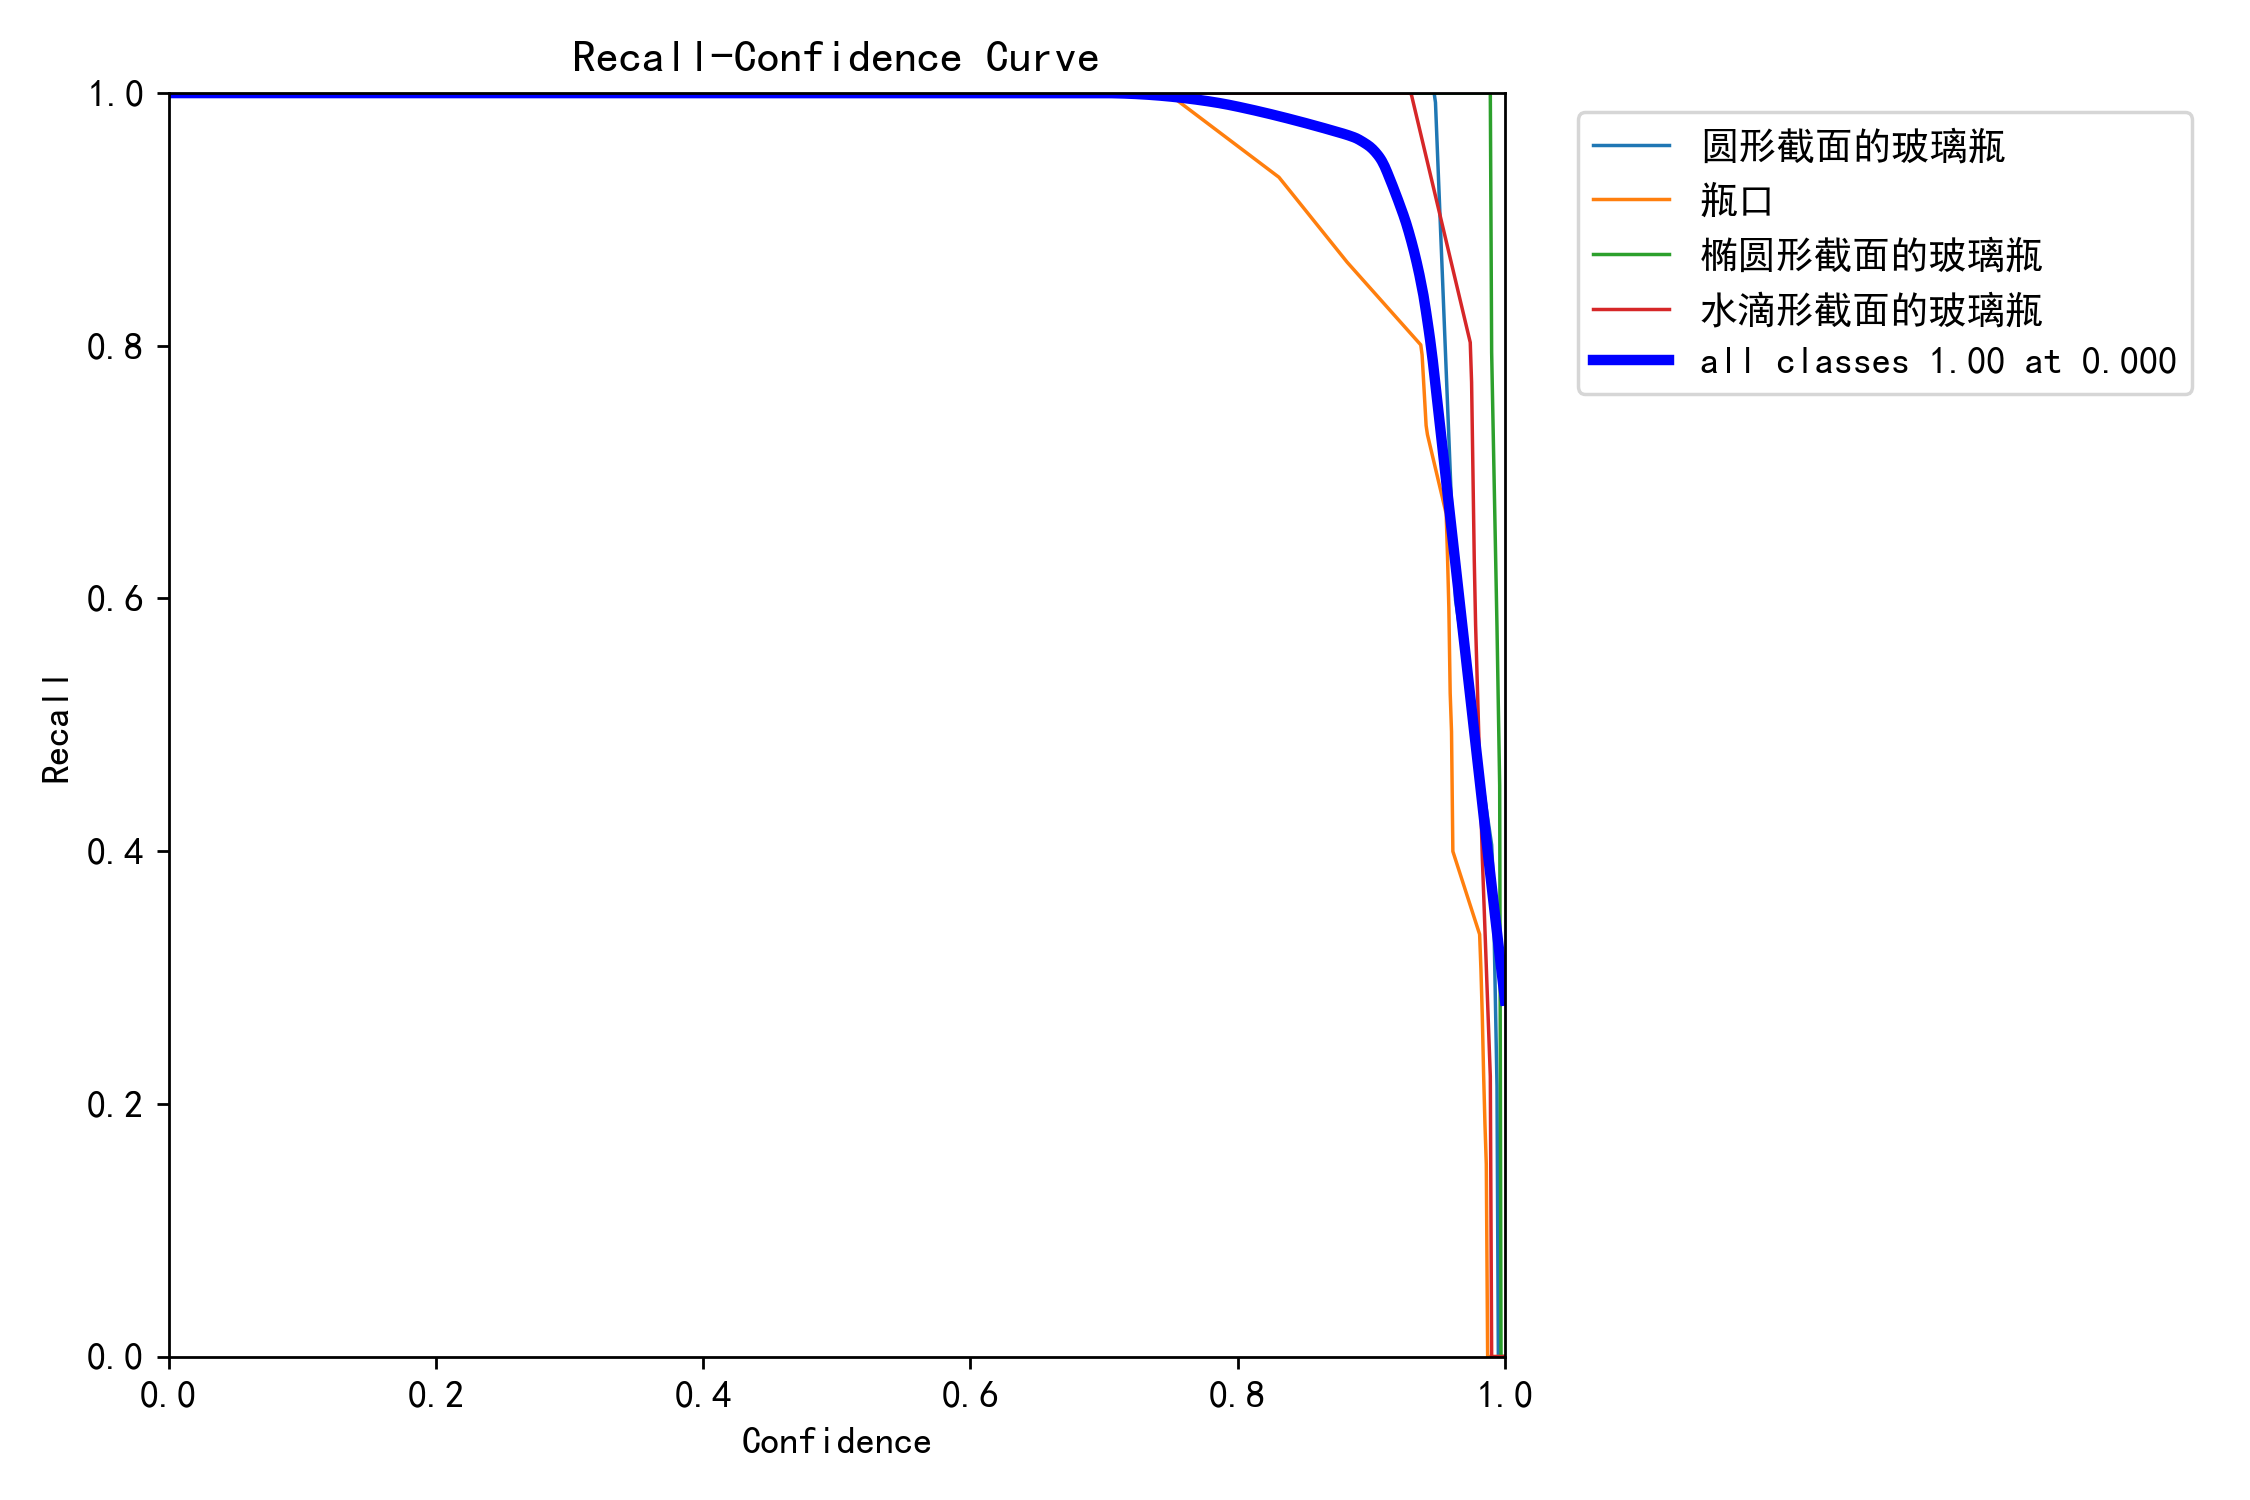 Recall-Confidence Curve
1.0
0.8
0.6
0.4
0.2
0.0
0.0 0.2 0.4 0.6 0.8 1.0
Confidence
Recall
圆形截面的玻璃瓶
瓶口
椭圆形截面的玻璃瓶
水滴形截面的玻璃瓶
all classes 1.00 at 0.000